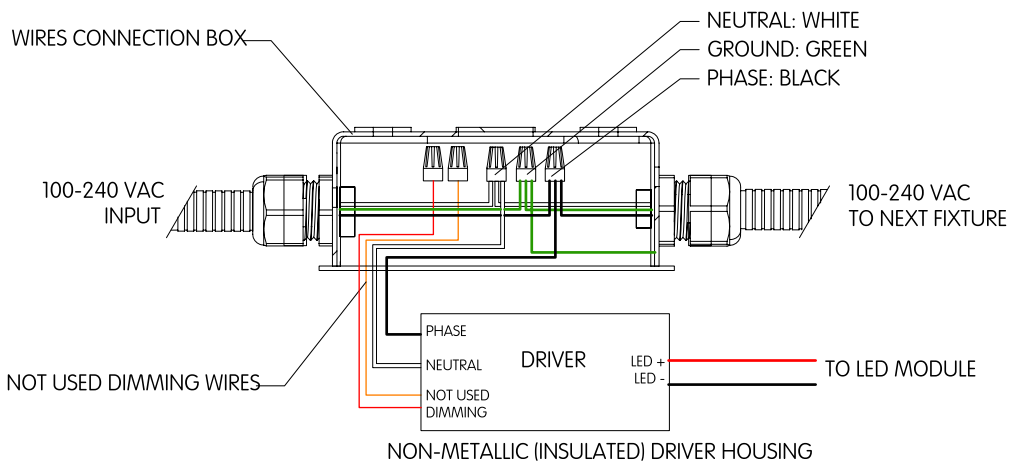 WIRES CONNECTION BOX
NEUTRAL: WHITE
GROUND: GREEN
PHASE: BLACK
100-240 VAC
INPUT
100-240 VAC
TO NEXT FIXTURE
NOT USED DIMMING WIRES
PHASE
NEUTRAL
NOT USED
DIMMING
DRIVER
LED +
LED -
TO LED MODULE
NON-METALLIC (INSULATED) DRIVER HOUSING